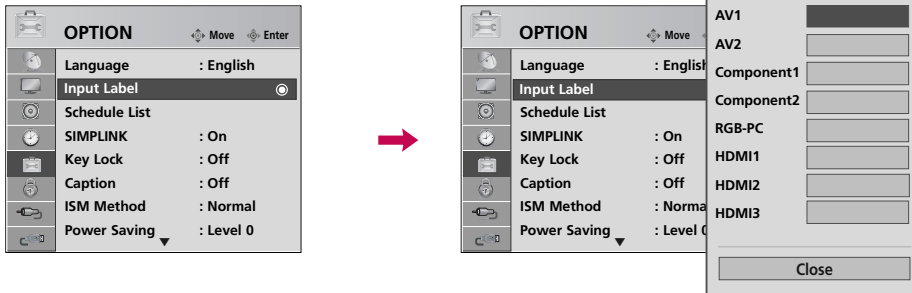 OPTION Move Enter
Language : English
Input Label
Schedule List
SIMPLINK : On
Key Lock : Off
Caption : Off
ISM Method : Normal
Power Saving : Level 0
OPTION Move
Language : English
Input Label
Schedule List
SIMPLINK : On
Key Lock : Off
Caption : Off
ISM Method : Norma
Power Saving : Level 0
AV1
AV2
Component1
Component2
RGB-PC
HDMI1
HDMI2
HDMI3
Close